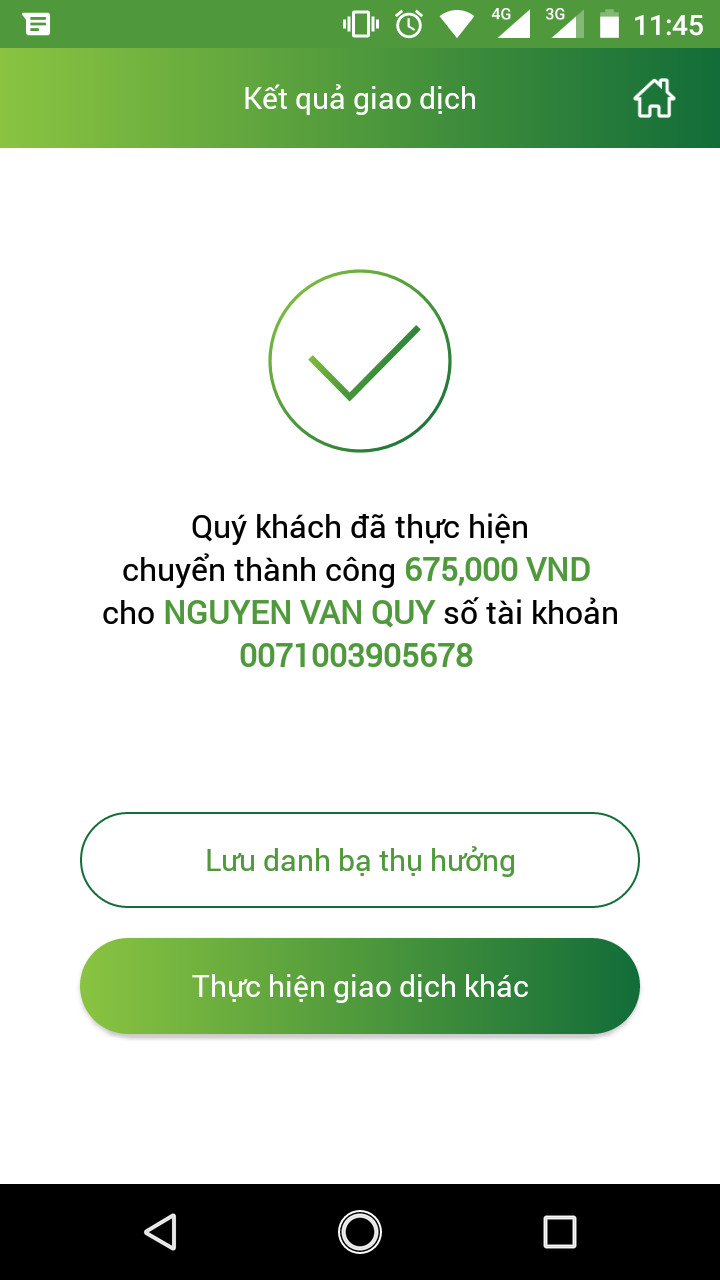 4G 3G 11:45
Kết quả giao dịch
Quý khách đã thực hiện
chuyển thành công 675,000 VND
cho NGUYEN VAN QUY số tài khoản
0071003905678
Lưu danh bạ thụ hưởng
Thực hiện giao dịch khác